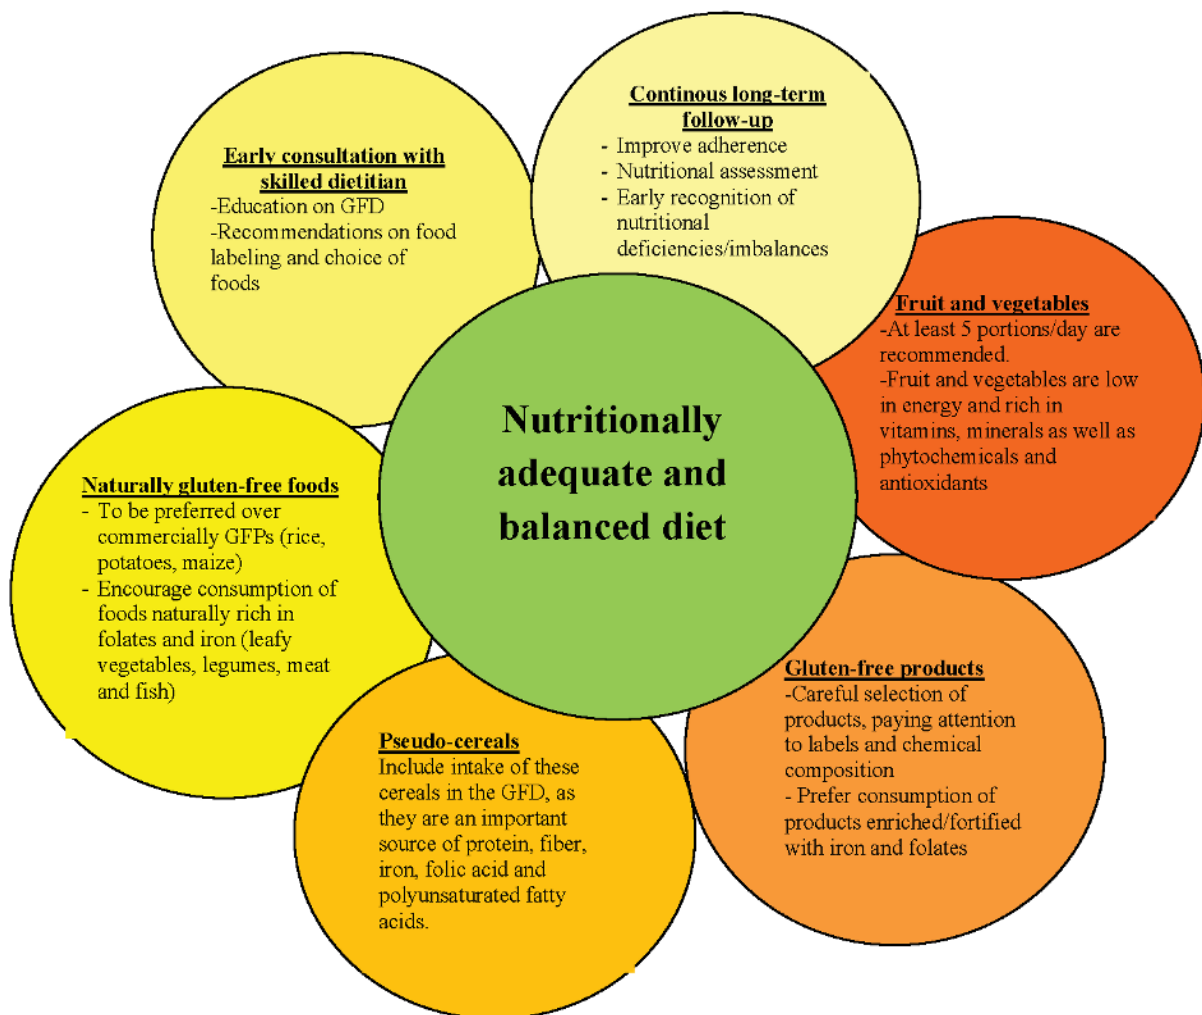 Continous long-term
follow-up
- Improve adherence
- Nutritional assessment
- Early recognition of
nutritional
deficiencies/imbalances
Early consultation with
skilled dietitian
-Education on GFD
-Recommendations on food
labeling and choice of
foods
Fruit and vegetables
-At least 5 portions/day are
recommended.
-Fruit and vegetables are low
in energy and rich in
vitamins, minerals as well as
phytochemicals and
antioxidants
Nutritionally
adequate and
balanced diet
Naturally gluten-free foods
- To be preferred over
commercially GFPs (rice,
potatoes, maize)
- Encourage consumption of
foods naturally rich in
folates and iron (leafy
vegetables, legumes, meat
and fish)
Gluten-free products
-Careful selection of
products, paying attention
to labels and chemical
composition
- Prefer consumption of
products enriched/fortified
with iron and folates
Pseudo-cereals
Include intake of these
cereals in the GFD, as
they are an important
source of protein, fiber,
iron, folic acid and
polyunsaturated fatty
acids.